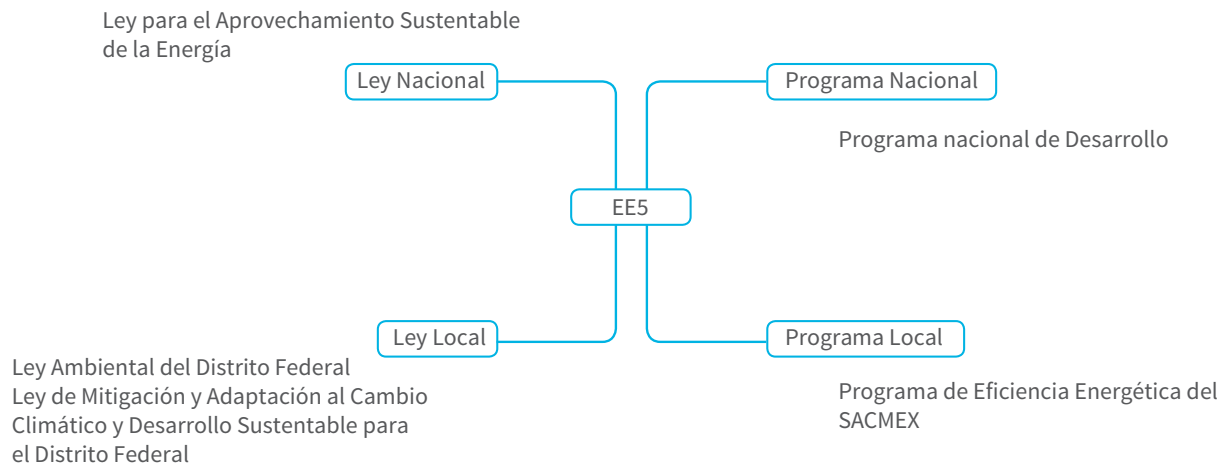 Ley para el Aprovechamiento Sustentable
de la Energía
Ley Nacional
Programa Nacional
Programa nacional de Desarrollo
EE5
Ley Local
Programa Local
Ley Ambiental del Distrito Federal
Ley de Mitigación y Adaptación al Cambio
Climático y Desarrollo Sustentable para
el Distrito Federal
Programa de Eficiencia Energética del
SACMEX